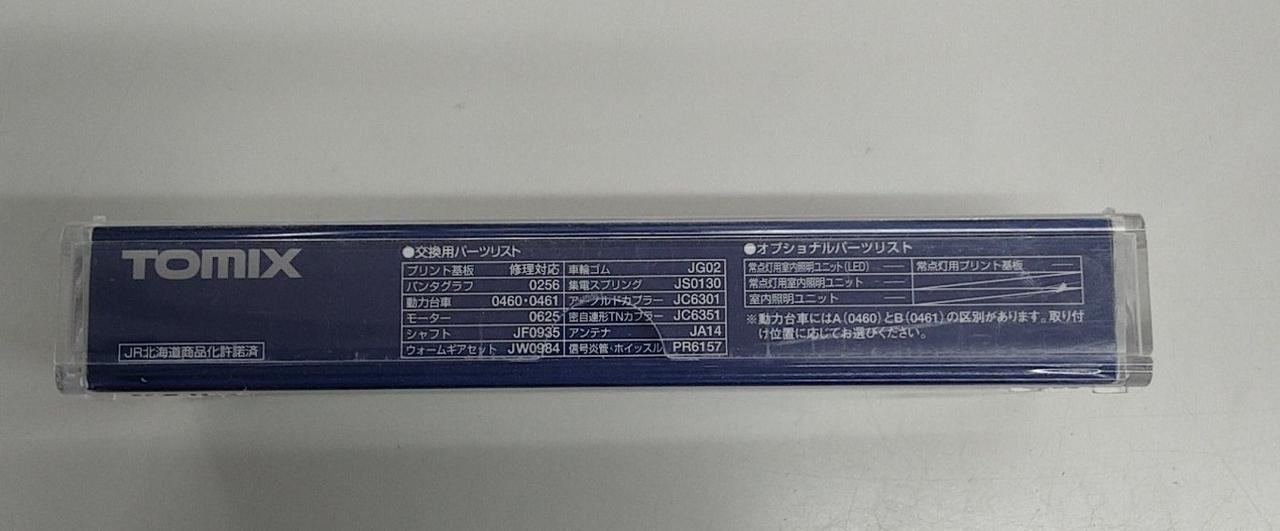 TOMIX
JR北海道商品化許諾済
●交換用パーツリスト
プリント基板 修理対応 車輪ゴム JG02
パンタグラフ 0256 集電スプリング JS0130
動力台車 0460・0461 アーノルドカプラー JC6301
モーター 0625 密自連形TNカプラー JC6351
シャフト JF0935 アンテナ JA14
ウォームギアセット JW0984 信号炎管・ホイッスル PR6157
●オプショナルパーツリスト
常点灯用室内照明ユニット(LED) ── 常点灯用プリント基板 ──
常点灯用室内照明ユニット ──
室内照明ユニット ──
※動力台車にはA(0460)とB(0461)の区別があります。取り付
け位置に応じてお選びください。